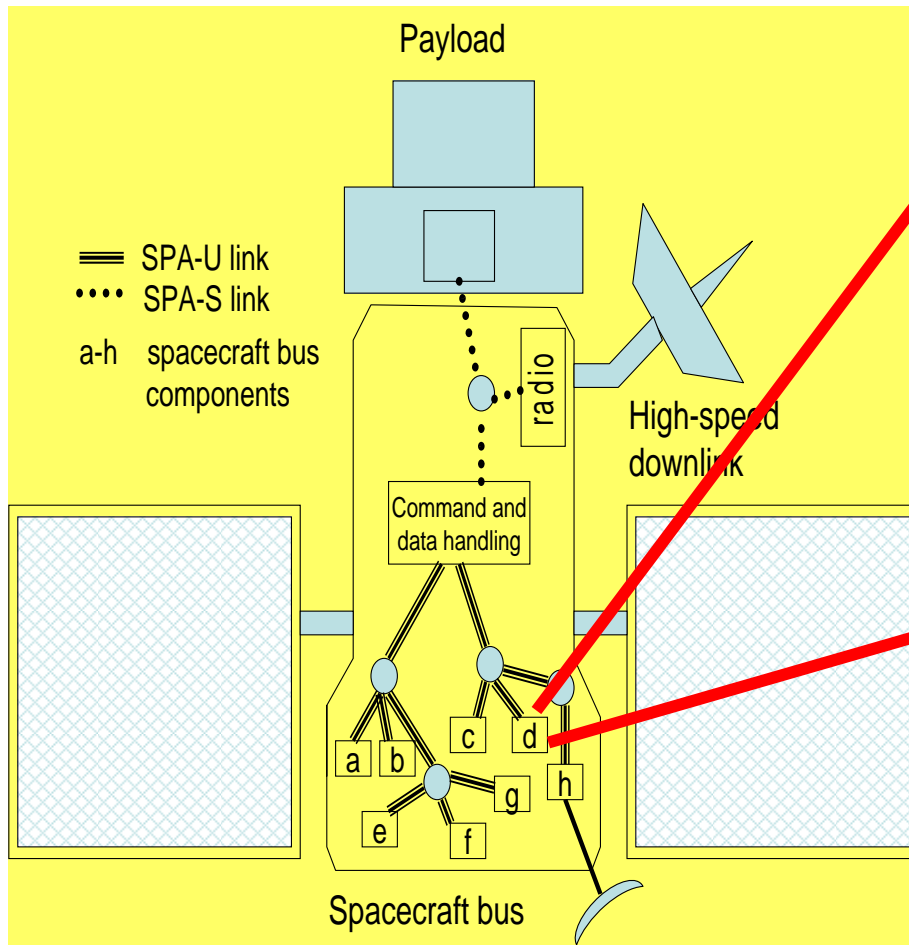 Payload
SPA-U link
SPA-S link
a-h spacecraft bus
components
radio
High-speed
downlink
Command and
data handling
c
d
a
b
h
g
e
f
Spacecraft bus